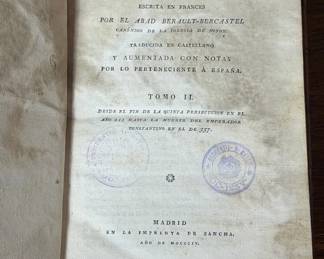 ESCRITA EN FRANCES
POR EL ABAD BERAULT-BERCASTEL
CANÓNIGO DE LA IGLESIA DE NOYON.
TRADUCIDA EN CASTELLANO
Y AUMENTADA CON NOTAS
POR LO PERTENECIENTE Á ESPAÑA.
TOMO II.
DESDE EL FIN DE LA QUINTA PERSECUCION EN EL
AÑO 211 HASTA LA MUERTE DEL EMPERADOR
CONSTANTINO EN EL DE 337.
MADRID
EN LA IMPRENTA DE SANCHA,
AÑO DE MDCCCIV.